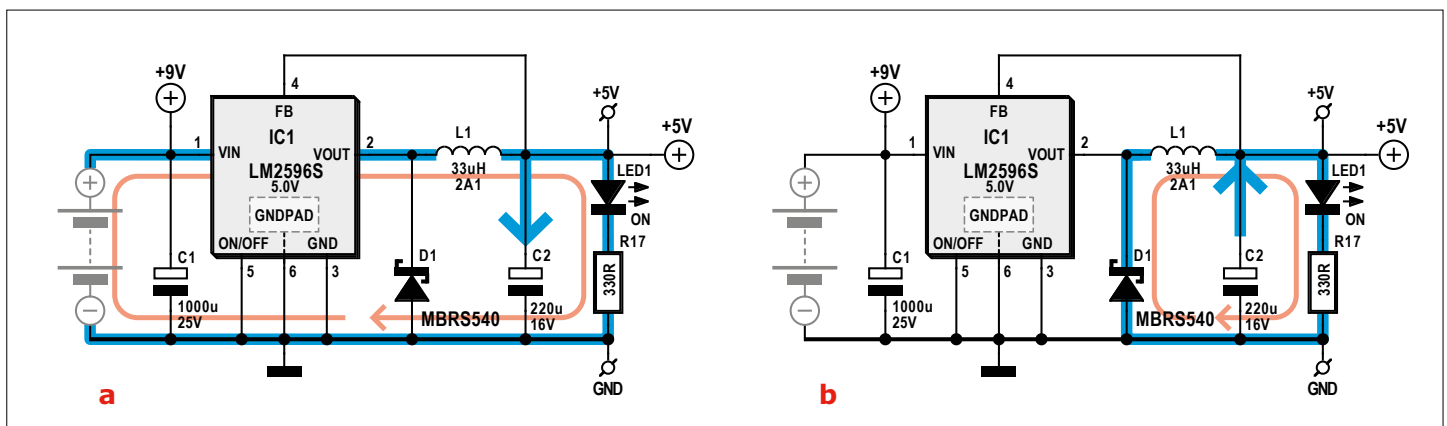 +9V
4
FB
1
VIN
IC1
LM2596S
5.0V
GNDPAD
VOUT
2
ON/OFF
GND
5
6
3
L1
33uH
2A1
+5V
+5V
LED1
ON
R17
330R
C1
1000u
25V
D1
MBRS540
C2
220u
16V
GND
a
+9V
4
FB
1
VIN
IC1
LM2596S
5.0V
GNDPAD
VOUT
2
ON/OFF
GND
5
6
3
L1
33uH
2A1
+5V
+5V
LED1
ON
R17
330R
C1
1000u
25V
D1
MBRS540
C2
220u
16V
GND
b